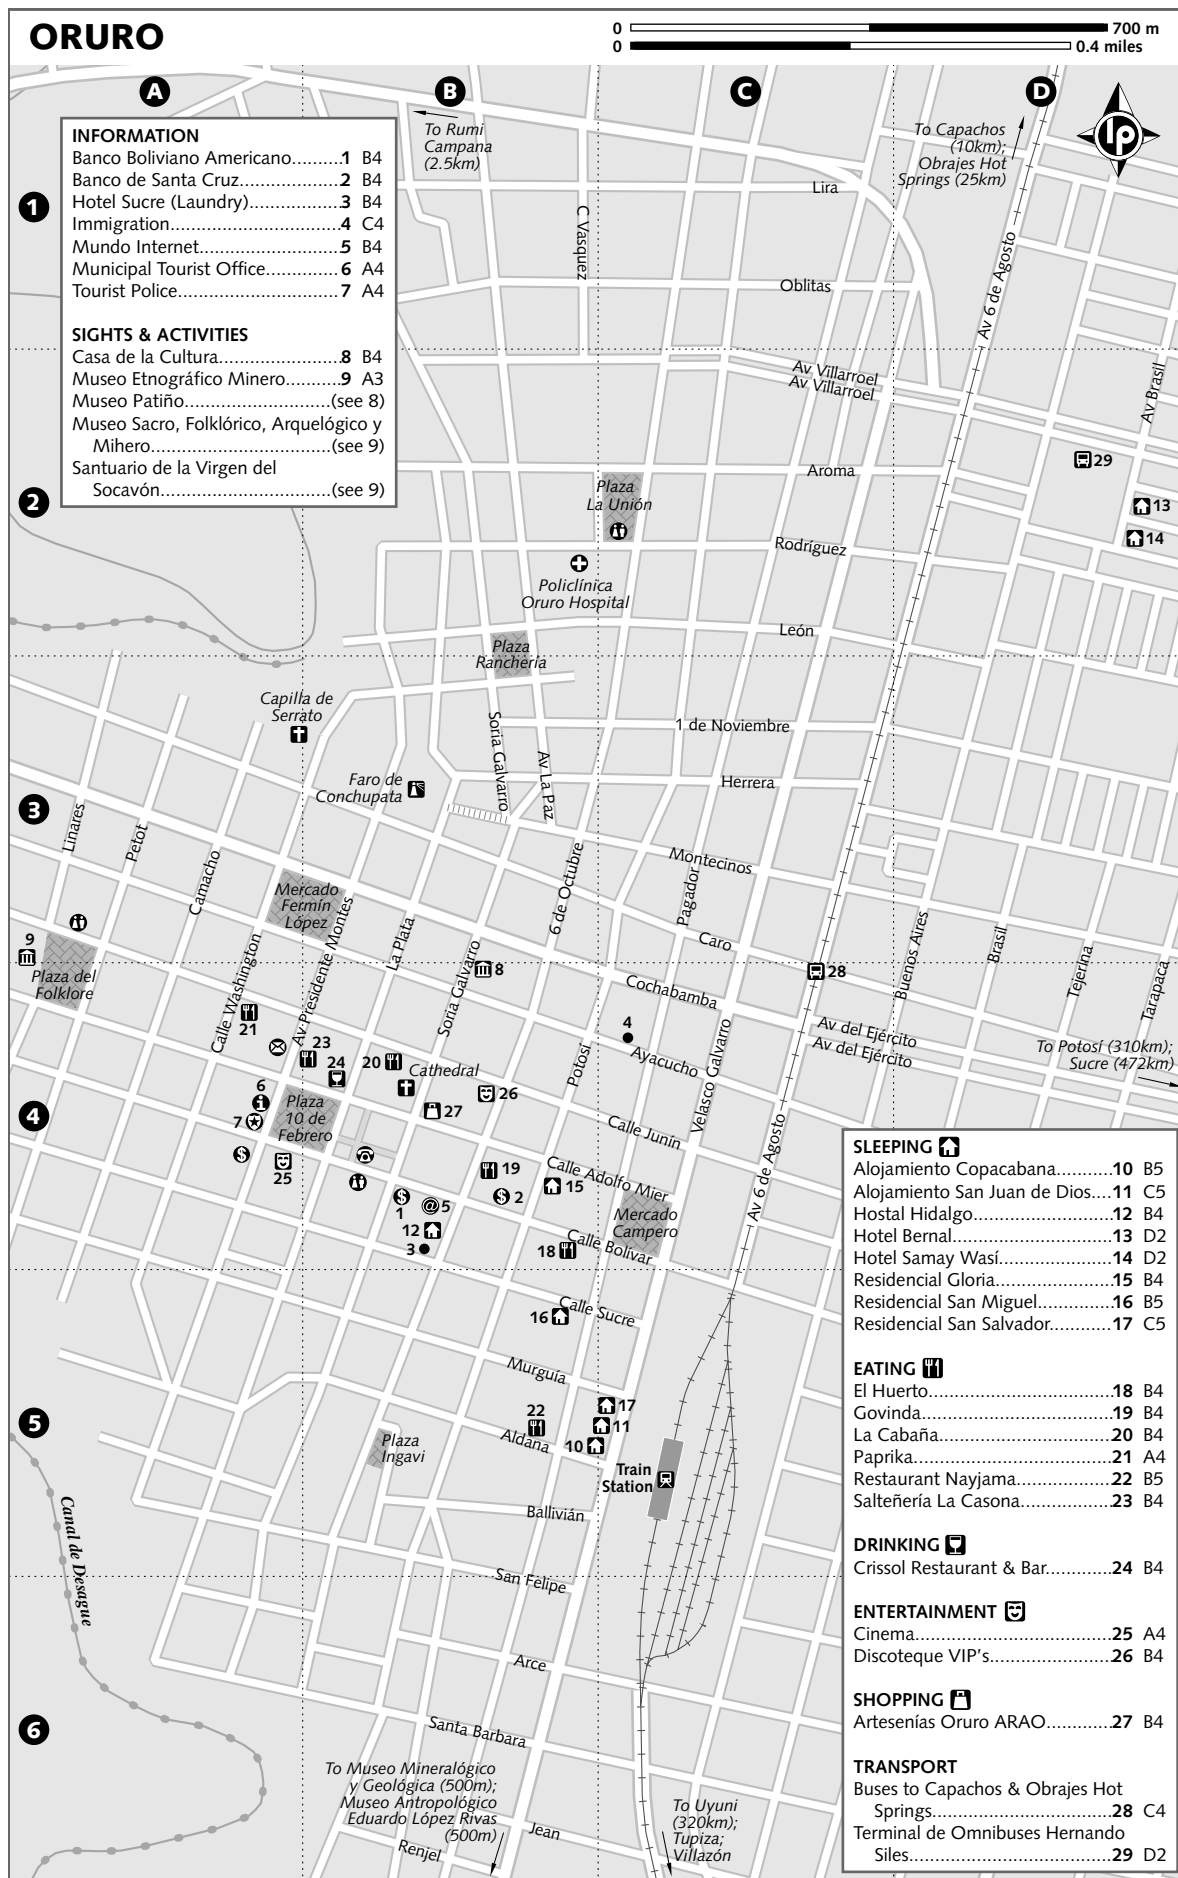 ORURO
0 700 m
0 0.4 miles
A
B
C
D
lp
1
2
3
4
5
6
INFORMATION
Banco Boliviano Americano..........1 B4
Banco de Santa Cruz....................2 B4
Hotel Sucre (Laundry)..................3 B4
Immigration.................................4 C4
Mundo Internet...........................5 B4
Municipal Tourist Office...............6 A4
Tourist Police...............................7 A4
SIGHTS & ACTIVITIES
Casa de la Cultura........................8 B4
Museo Etnográfico Minero...........9 A3
Museo Patiño............................(see 8)
Museo Sacro, Folklórico, Arquelógico y
Mihero..................................(see 9)
Santuario de la Virgen del
Socavón................................(see 9)
To Rumi
Campana
(2.5km)
To Capachos
(10km);
Obrajes Hot
Springs (25km)
Lira
C Vasquez
Oblitas
Av 6 de Agosto
Av Villarroel
Av Villarroel
Av Brasil
Aroma
29
Plaza
La Unión
13
14
Rodríguez
Policlínica
Oruro Hospital
León
Plaza
Ranchería
Capilla de
Serrato
Soria Galvarro
1 de Noviembre
Av La Paz
Faro de
Conchupata
Herrera
Linares
Petot
Camacho
6 de Octubre
Montecinos
Pagador
Mercado
Fermín
López
Av Presidente Montes
La Plata
Caro
Buenos Aires
Brasil
Tejerina
Tarapaca
9
Plaza del
Folklore
Calle Washington
Soria Galvarro
8
28
Cochabamba
21
4
Av del Ejército
Av del Ejército
23
24
20
Cathedral
Potosí
Ayacucho
Velasco Galvarro
To Potosí (310km);
Sucre (472km)
6
26
Plaza
10 de
Febrero
27
7
Calle Junín
25
19
Calle Adolfo Mier
15
2
1
5
12
3
Mercado
Campero
Av 6 de Agosto
18
Calle Bolívar
16
Calle Sucre
Murguía
17
22
11
Aldana
10
Plaza
Ingavi
Train
Station
Ballivián
Canal de Desague
San Felipe
Arce
Santa Barbara
To Museo Mineralógico
y Geológica (500m);
Museo Antropológico
Eduardo López Rivas
(500m)
Jean
Renjel
To Uyuni
(320km);
Tupiza;
Villazón
SLEEPING
Alojamiento Copacabana..........10 B5
Alojamiento San Juan de Dios....11 C5
Hostal Hidalgo.........................12 B4
Hotel Bernal............................13 D2
Hotel Samay Wasí....................14 D2
Residencial Gloria.....................15 B4
Residencial San Miguel.............16 B5
Residencial San Salvador...........17 C5
EATING
El Huerto.................................18 B4
Govinda..................................19 B4
La Cabaña...............................20 B4
Paprika....................................21 A4
Restaurant Nayjama.................22 B5
Salteñería La Casona................23 B4
DRINKING
Crissol Restaurant & Bar............24 B4
ENTERTAINMENT
Cinema....................................25 A4
Discoteque VIP's......................26 B4
SHOPPING
Artesenías Oruro ARAO............27 B4
TRANSPORT
Buses to Capachos & Obrajes Hot
Springs................................28 C4
Terminal de Omnibuses Hernando
Siles.....................................29 D2